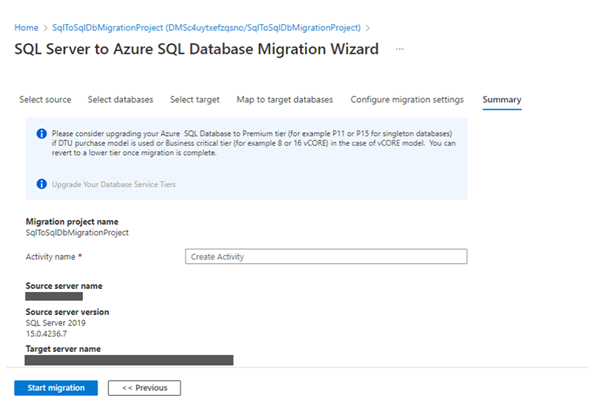 Home > SqlToSqlDbMigrationProject (DMSc4uytxefzqsno/SqlToSqlDbMigrationProject) >
SQL Server to Azure SQL Database Migration Wizard ...
Select source Select databases Select target Map to target databases Configure migration settings Summary
Please consider upgrading your Azure SQL Database to Premium tier (for example P11 or P15 for singleton databases)
if DTU purchase model is used or Business critical tier (for example 8 or 16 vCORE) in the case of vCORE model. You can
revert to a lower tier once migration is complete.
Upgrade Your Database Service Tiers
Migration project name
SqlToSqlDbMigrationProject
Activity name * Create Activity
Source server name
Source server version
SQL Server 2019
15.0.4236.7
Target server name
Start migration << Previous